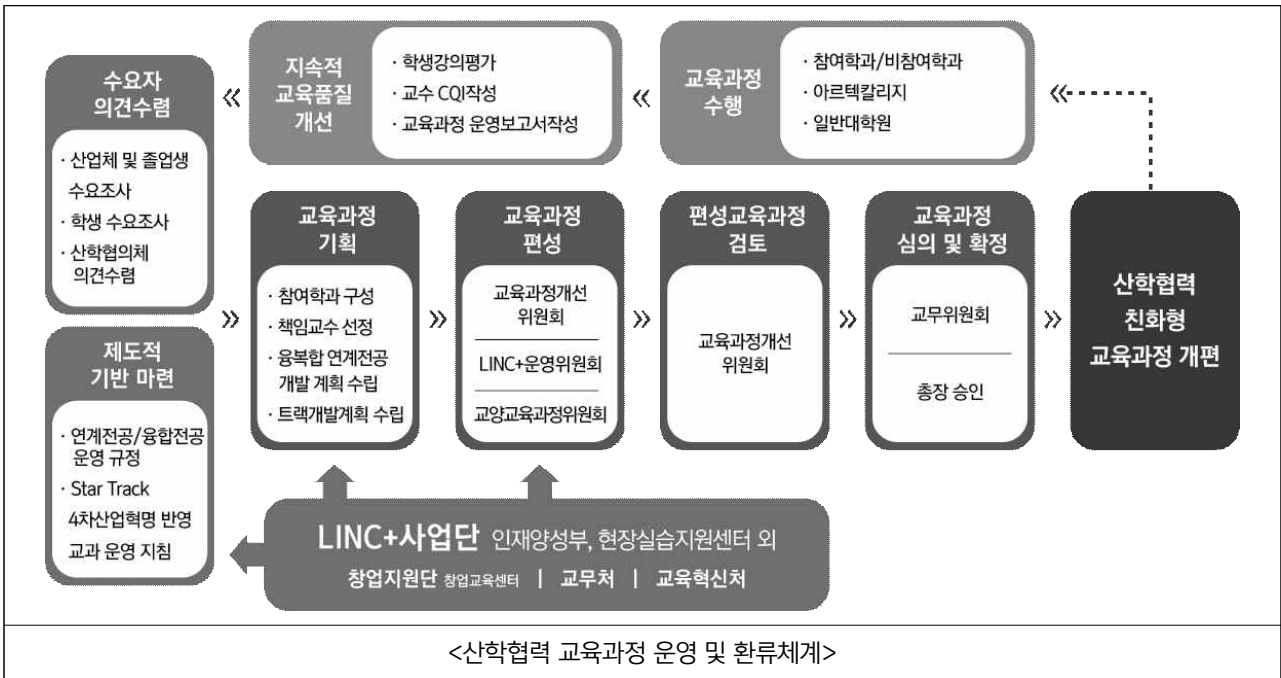 수요자
의견수렴
· 산업체 및 졸업생
수요조사
· 학생 수요조사
· 산학협의체
의견수렴
«
지속적
교육품질
개선
· 학생강의평가
· 교수 CQI작성
· 교육과정 운영보고서작성
«
교육과정
수행
· 참여학과/비참여학과
· 아르텍칼리지
· 일반대학원
«
제도적
기반 마련
· 연계전공/융합전공
운영 규정
· Star Track
4차산업혁명 반영
교과 운영 지침
»
교육과정
기획
· 참여학과 구성
· 책임교수 선정
· 융복합 연계전공
개발 계획 수립
· 트랙개발계획 수립
»
교육과정
편성
교육과정개선
위원회
LINC+운영위원회
교양교육과정위원회
»
편성교육과정
검토
교육과정개선
위원회
»
교육과정
심의 및 확정
교무위원회
총장 승인
»
산학협력
친화형
교육과정 개편
LINC+사업단 인재양성부, 현장실습지원센터 외
창업지원단 창업교육센터 | 교무처 | 교육혁신처
<산학협력 교육과정 운영 및 환류체계>